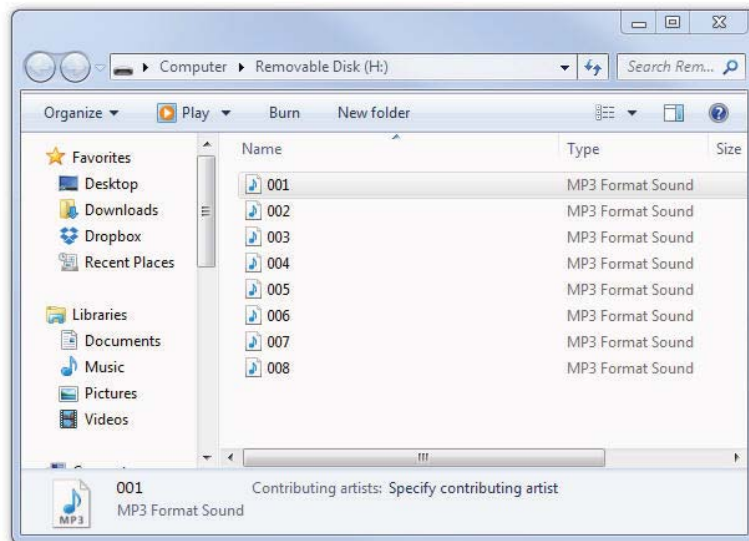 Computer Removable Disk (H:) Search Rem...
Organize Play Burn New folder
Name Type Size
Favorites
Desktop
Downloads
Dropbox
Recent Places
Libraries
Documents
Music
Pictures
Videos
001 MP3 Format Sound
002 MP3 Format Sound
003 MP3 Format Sound
004 MP3 Format Sound
005 MP3 Format Sound
006 MP3 Format Sound
007 MP3 Format Sound
008 MP3 Format Sound
MP3
001 Contributing artists: Specify contributing artist
MP3 Format Sound